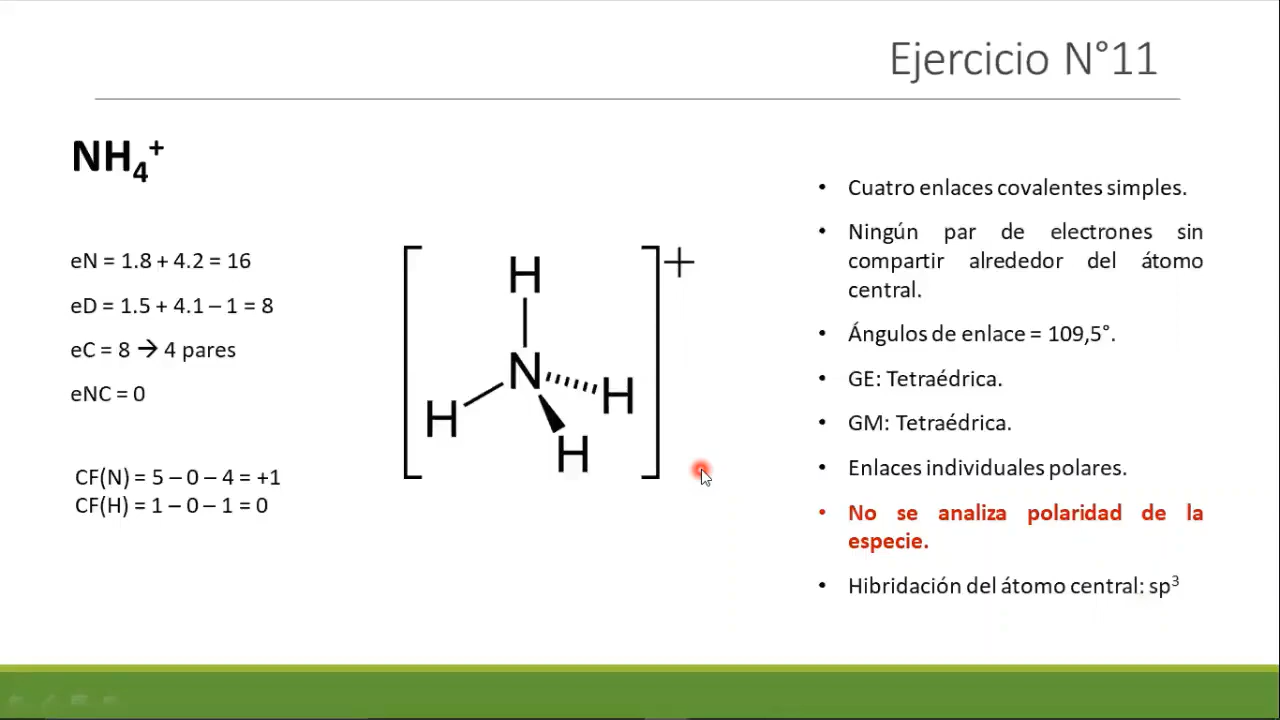 Ejercicio N°11
NH₄⁺
eN = 1.8 + 4.2 = 16
eD = 1.5 + 4.1 – 1 = 8
eC = 8 → 4 pares
eNC = 0
CF(N) = 5 – 0 – 4 = +1
CF(H) = 1 – 0 – 1 = 0
H
N
H
H
H
+
• Cuatro enlaces covalentes simples.
• Ningún par de electrones sin
compartir alrededor del átomo
central.
• Ángulos de enlace = 109,5°.
• GE: Tetraédrica.
• GM: Tetraédrica.
• Enlaces individuales polares.
• No se analiza polaridad de la
especie.
• Hibridación del átomo central: sp³